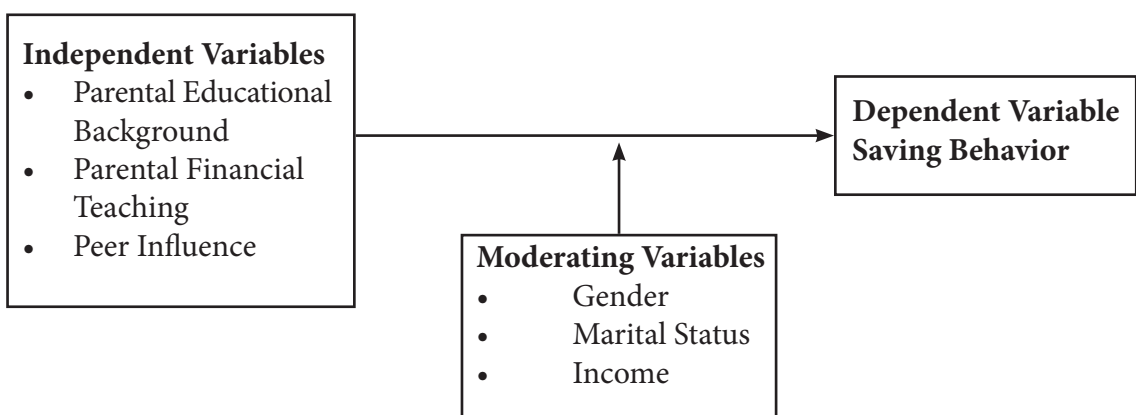 Independent Variables
• Parental Educational
Background
• Parental Financial
Teaching
• Peer Influence
Dependent Variable
Saving Behavior
Moderating Variables
• Gender
• Marital Status
• Income